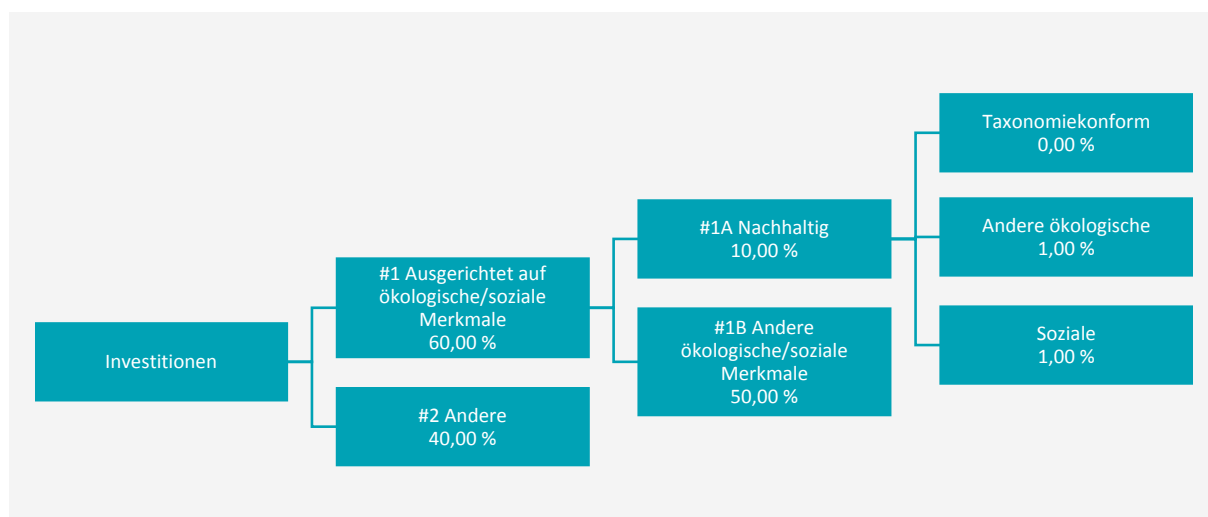 Investitionen
#1 Ausgerichtet auf
ökologische/soziale
Merkmale
60,00 %
#2 Andere
40,00 %
#1A Nachhaltig
10,00 %
#1B Andere
ökologische/soziale
Merkmale
50,00 %
Taxonomiekonform
0,00 %
Andere ökologische
1,00 %
Soziale
1,00 %